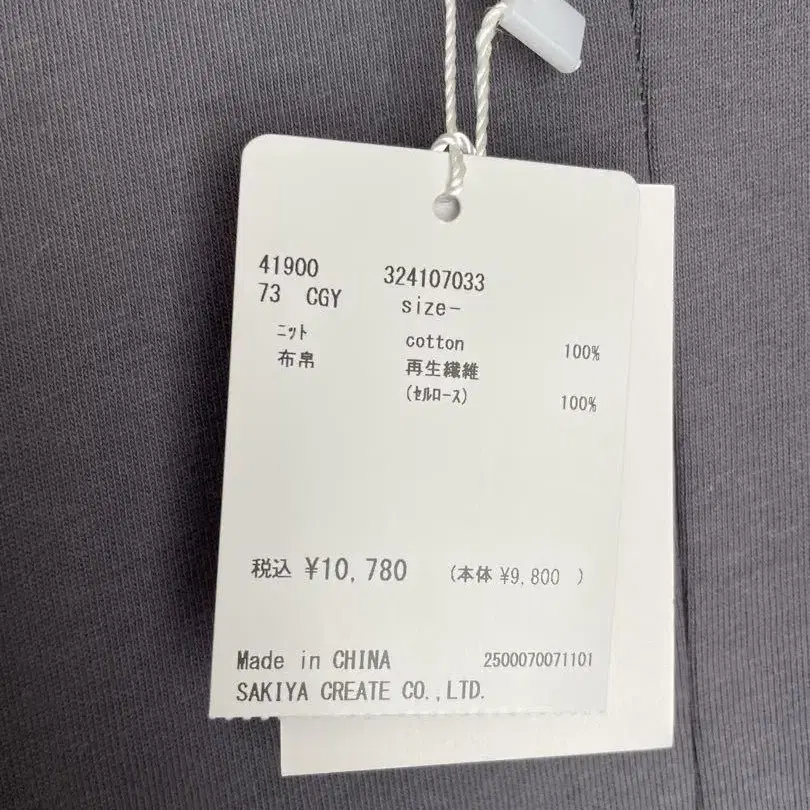 41900 324107033
73 CGY size-
ﾆｯﾄ cotton 100%
布帛 再生繊維
(ｾﾙﾛｰｽ) 100%
税込 ¥10,780 (本体 ¥9,800 )
Made in CHINA 2500070071101
SAKIYA CREATE CO.,LTD.